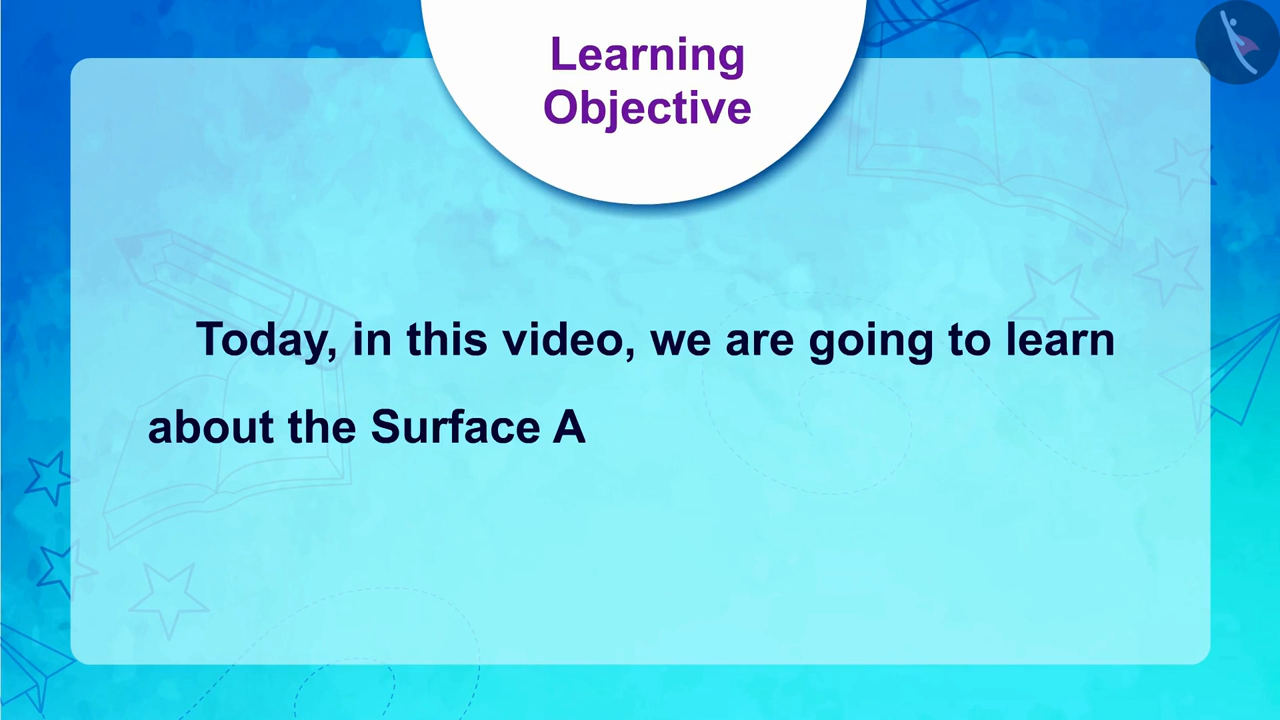 Learning
Objective
Today, in this video, we are going to learn
about the Surface A